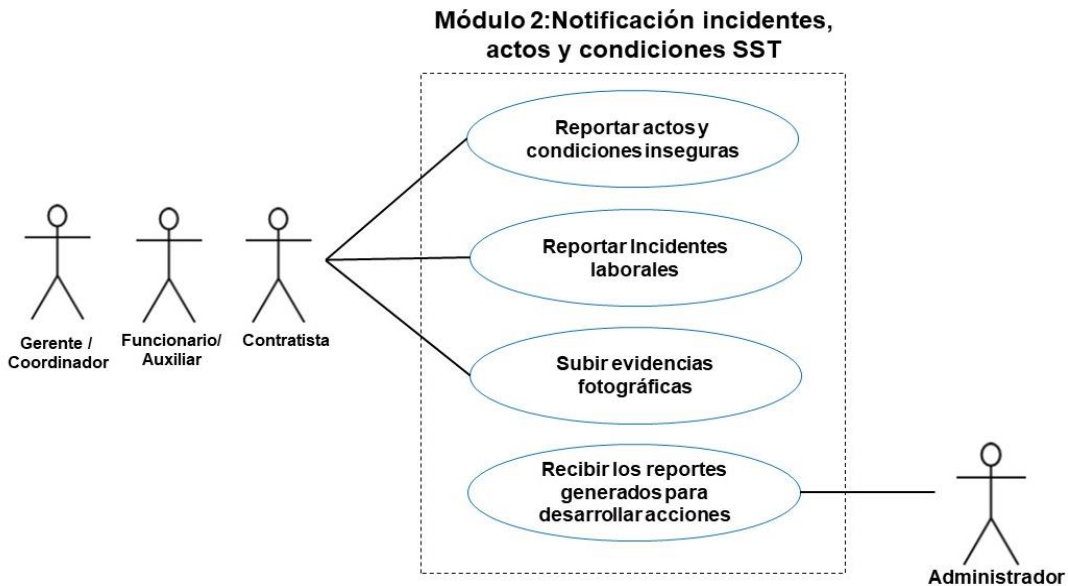 Módulo 2:Notificación incidentes,
actos y condiciones SST
Reportar actos y
condiciones inseguras
Reportar Incidentes
laborales
Subir evidencias
fotográficas
Recibir los reportes
generados para
desarrollar acciones
Gerente /
Coordinador
Funcionario/
Auxiliar
Contratista
Administrador